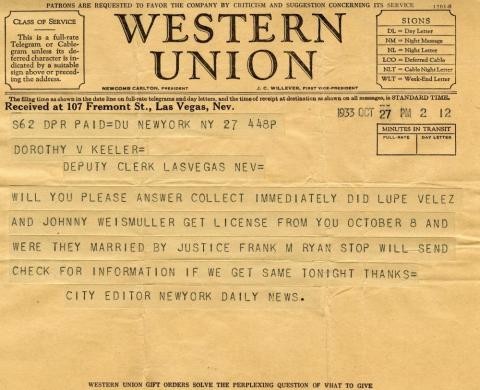 PATRONS ARE REQUESTED TO FAVOR THE COMPANY BY CRITICISM AND SUGGESTION CONCERNING ITS SERVICE
CLASS OF SERVICE
This is a full-rate
Telegram or Cable-
gram unless its de-
ferred character is in-
dicated by a suitable
sign above or preced-
ing the address.
WESTERN
UNION
NEWCOMB CARLTON, PRESIDENT
J. C. WILLEVER, FIRST VICE-PRESIDENT
SIGNS
DL = Day Letter
NM = Night Message
NL = Night Letter
LCO = Deferred Cable
NLT = Cable Night Letter
WLT = Week-End Letter
The filing time as shown in the date line on full-rate telegrams and day letters, and the time of receipt at destination as shown on all messages, is STANDARD TIME.
Received at 107 Fremont St., Las Vegas, Nev.
1933 OCT 27 PM 2 12
S62 DPR PAID=DU NEWYORK NY 27 448P
MINUTES IN TRANSIT
FULL-RATE
DAY LETTER
DOROTHY V KEELER=
DEPUTY CLERK LASVEGAS NEV=
WILL YOU PLEASE ANSWER COLLECT IMMEDIATELY DID LUPE VELEZ
AND JOHNNY WEISMULLER GET LICENSE FROM YOU OCTOBER 8 AND
WERE THEY MARRIED BY JUSTICE FRANK M RYAN STOP WILL SEND
CHECK FOR INFORMATION IF WE GET SAME TONIGHT THANKS=
CITY EDITOR NEWYORK DAILY NEWS.
WESTERN UNION GIFT ORDERS SOLVE THE PERPLEXING QUESTION OF WHAT TO GIVE